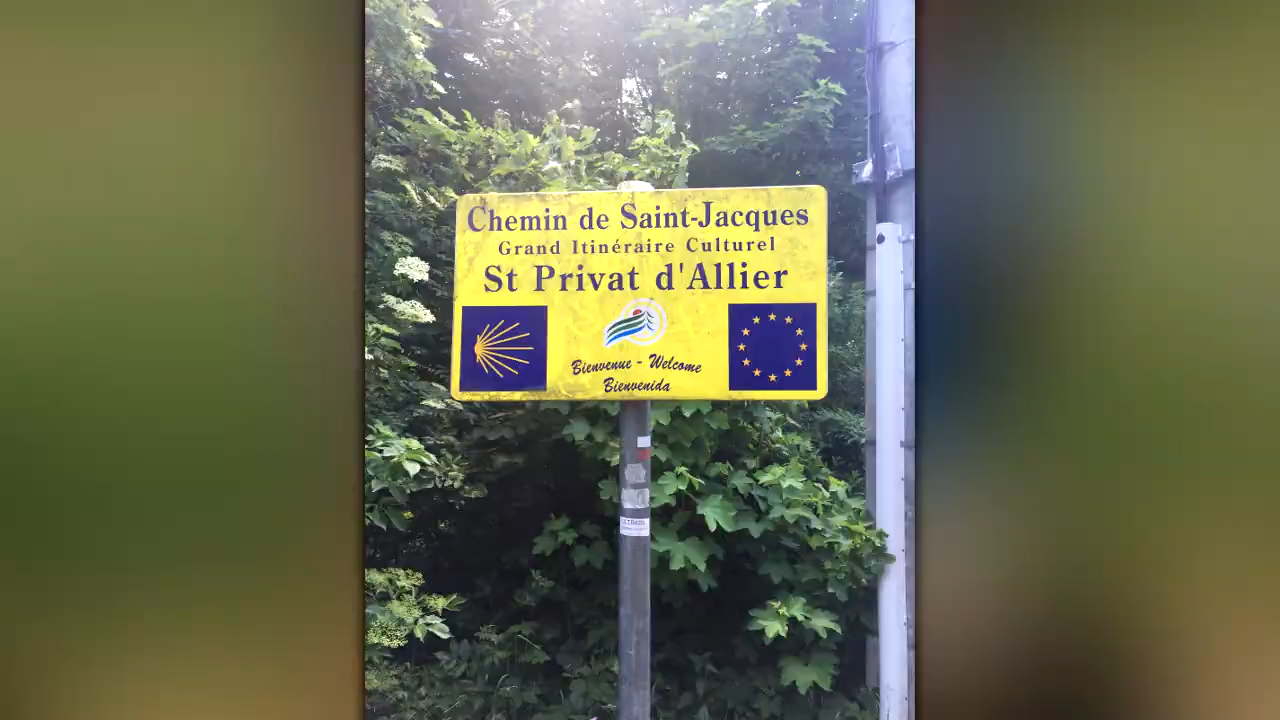 Chemin de Saint-Jacques
Grand Itinéraire Culturel
St Privat d'Allier
Bienvenue - Welcome
Bienvenida